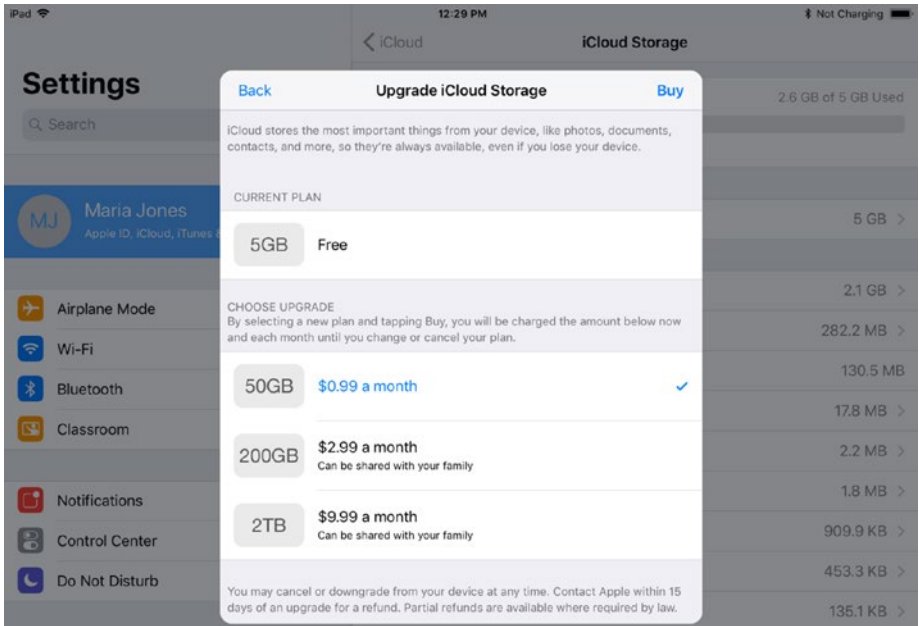 iPad
12:29 PM
Not Charging
iCloud
iCloud Storage
Settings
Search
MJ
Maria Jones
Apple ID, iCloud, iTunes &
Airplane Mode
Wi-Fi
Bluetooth
Classroom
Notifications
Control Center
Do Not Disturb
Back
Upgrade iCloud Storage
Buy
iCloud stores the most important things from your device, like photos, documents,
contacts, and more, so they're always available, even if you lose your device.
CURRENT PLAN
5GB Free
CHOOSE UPGRADE
By selecting a new plan and tapping Buy, you will be charged the amount below now
and each month until you change or cancel your plan.
50GB $0.99 a month
200GB $2.99 a month
Can be shared with your family
2TB $9.99 a month
Can be shared with your family
You may cancel or downgrade from your device at any time. Contact Apple within 15
days of an upgrade for a refund. Partial refunds are available where required by law.
2.6 GB of 5 GB Used
5 GB
2.1 GB
282.2 MB
130.5 MB
17.8 MB
2.2 MB
1.8 MB
909.9 KB
453.3 KB
135.1 KB